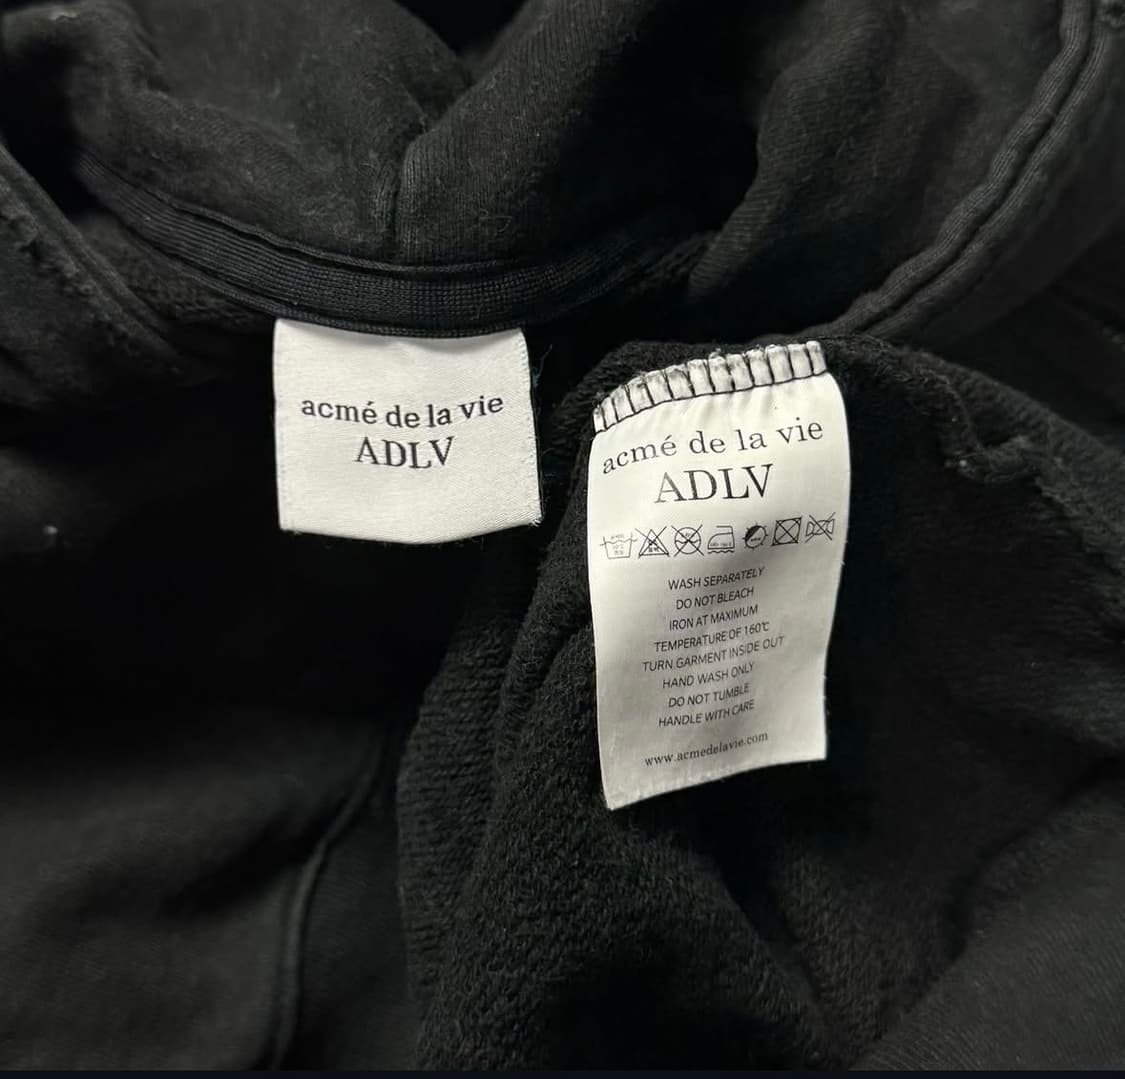 acmé de la vie
ADLV
acmé de la vie
ADLV
WASH SEPARATELY
DO NOT BLEACH
IRON AT MAXIMUM
TEMPERATURE OF 160℃
TURN GARMENT INSIDE OUT
HAND WASH ONLY
DO NOT TUMBLE
HANDLE WITH CARE
www.acmedelavie.com